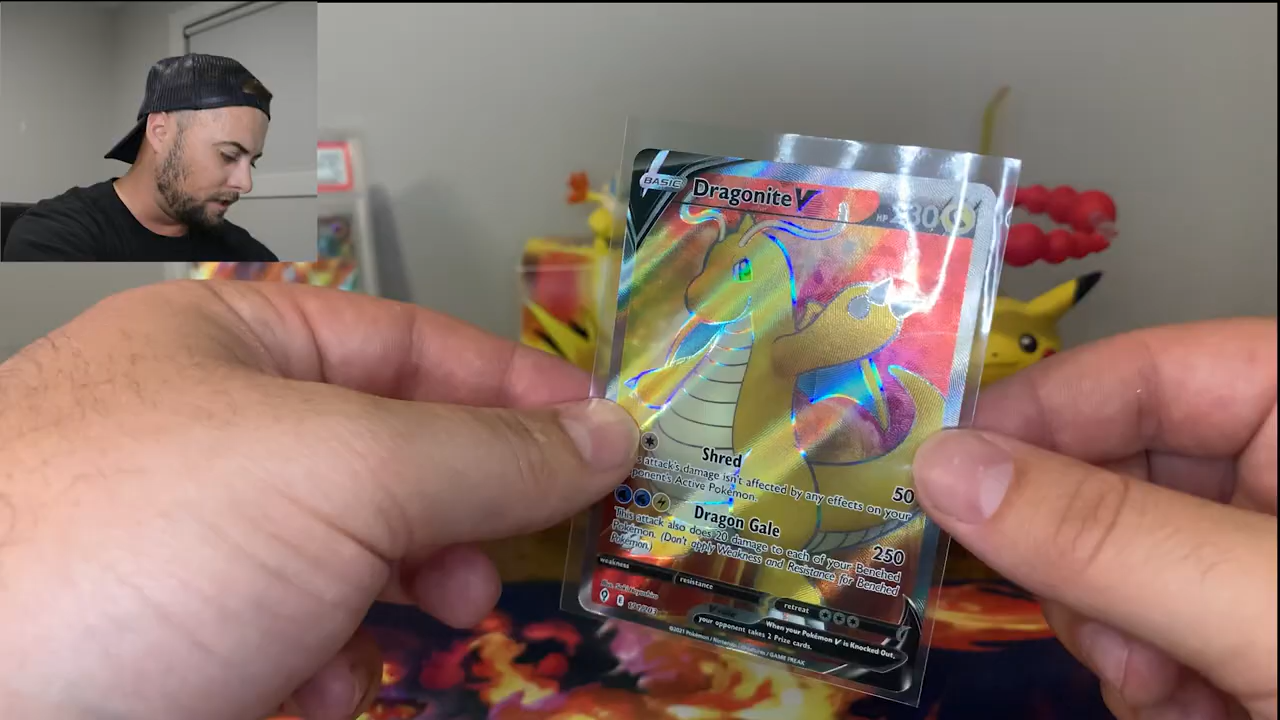 BASIC
Dragonite V
HP 230
Shred 50
attack's damage isn't affected by any effects on your
Active Pokémon.
Dragon Gale 250
This attack also does 20 damage to each of your Benched
Pokémon. (Don't apply Weakness and Resistance for Benched
Pokémon.)
weakness resistance retreat
V rule When your Pokémon V is Knocked Out,
your opponent takes 2 Prize cards.
©2021 Pokémon / Nintendo / Creatures / GAME FREAK